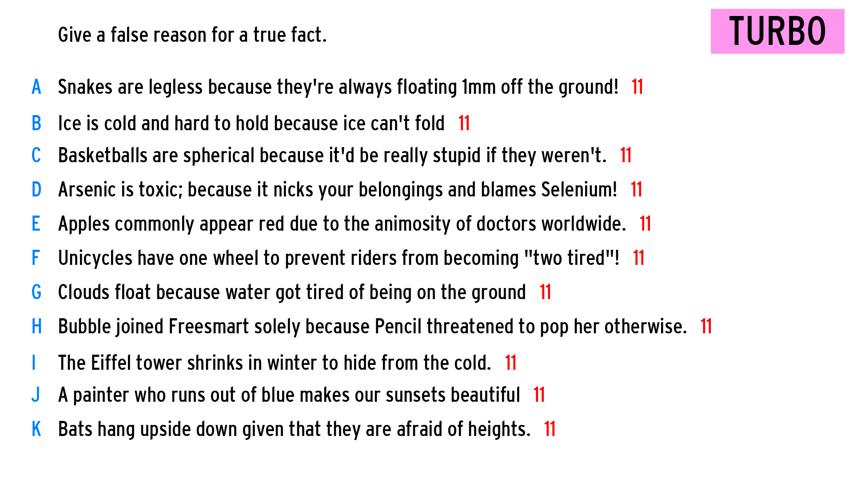 Give a false reason for a true fact.
TURBO
A Snakes are legless because they're always floating 1mm off the ground! 11
B Ice is cold and hard to hold because ice can't fold 11
C Basketballs are spherical because it'd be really stupid if they weren't. 11
D Arsenic is toxic; because it nicks your belongings and blames Selenium! 11
E Apples commonly appear red due to the animosity of doctors worldwide. 11
F Unicycles have one wheel to prevent riders from becoming "two tired"! 11
G Clouds float because water got tired of being on the ground 11
H Bubble joined Freesmart solely because Pencil threatened to pop her otherwise. 11
I The Eiffel tower shrinks in winter to hide from the cold. 11
J A painter who runs out of blue makes our sunsets beautiful 11
K Bats hang upside down given that they are afraid of heights. 11